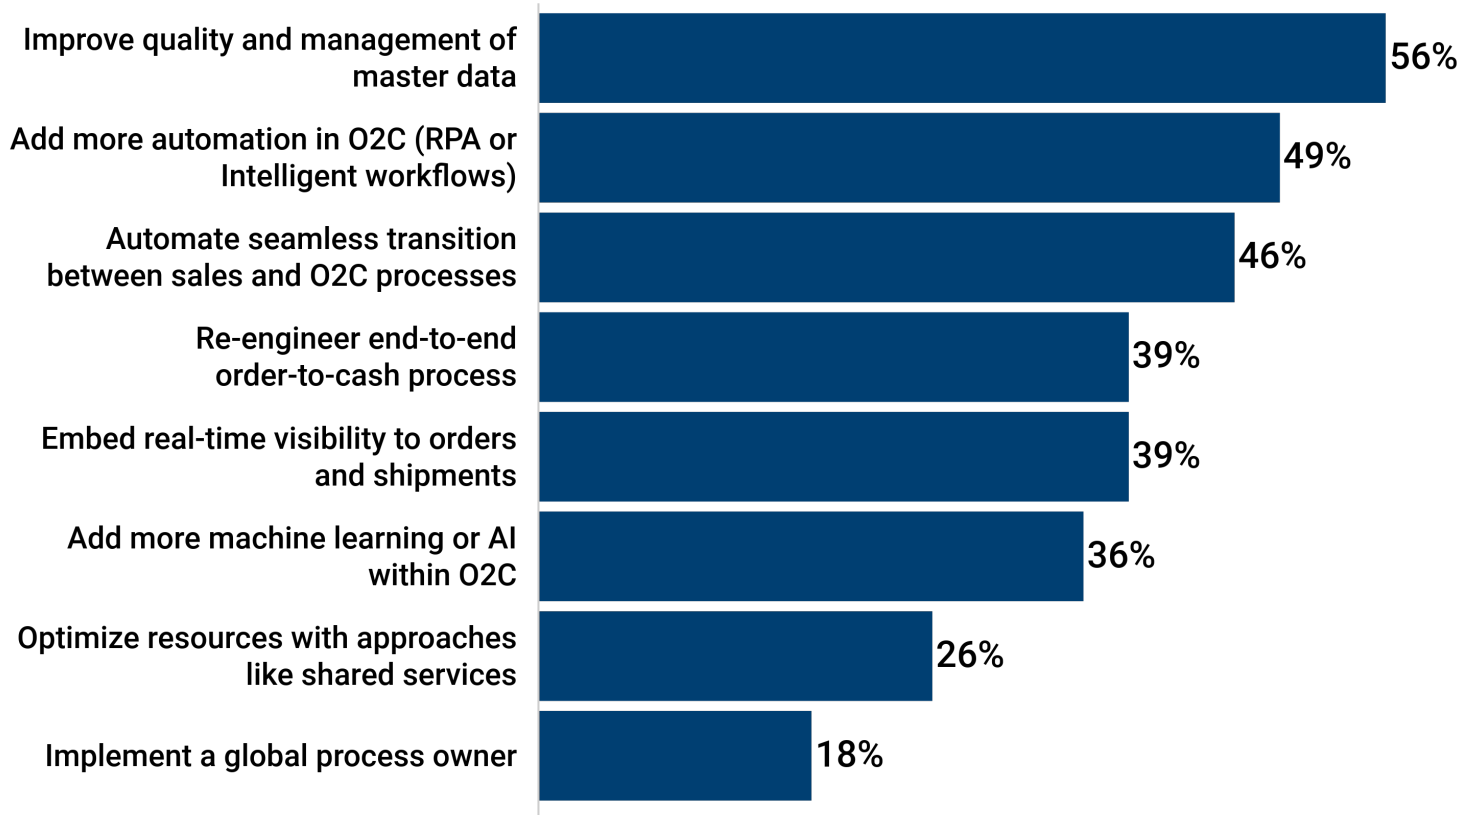 Improve quality and management of
master data
56%
Add more automation in O2C (RPA or
Intelligent workflows)
49%
Automate seamless transition
between sales and O2C processes
46%
Re-engineer end-to-end
order-to-cash process
39%
Embed real-time visibility to orders
and shipments
39%
Add more machine learning or AI
within O2C
36%
Optimize resources with approaches
like shared services
26%
Implement a global process owner
18%